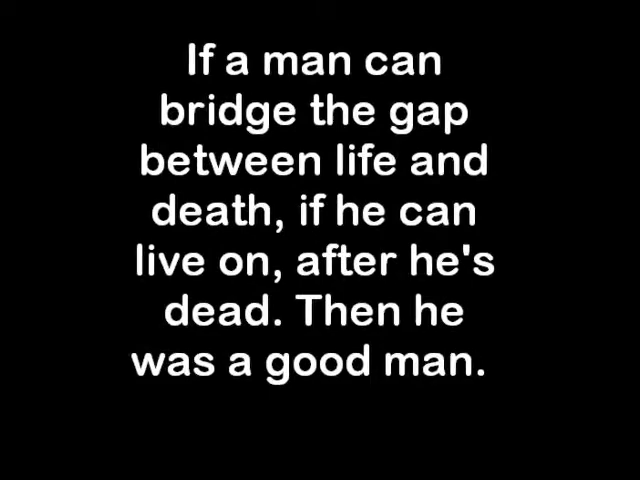 If a man can
bridge the gap
between life and
death, if he can
live on, after he's
dead. Then he
was a good man.